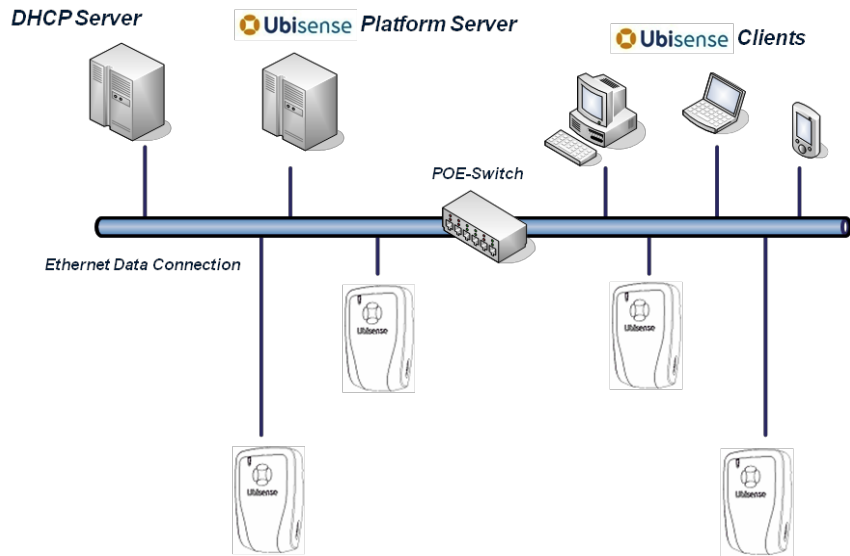 DHCP Server
Ubisense Platform Server
Ubisense Clients
POE-Switch
Ethernet Data Connection
Ubisense
Ubisense
Ubisense
Ubisense